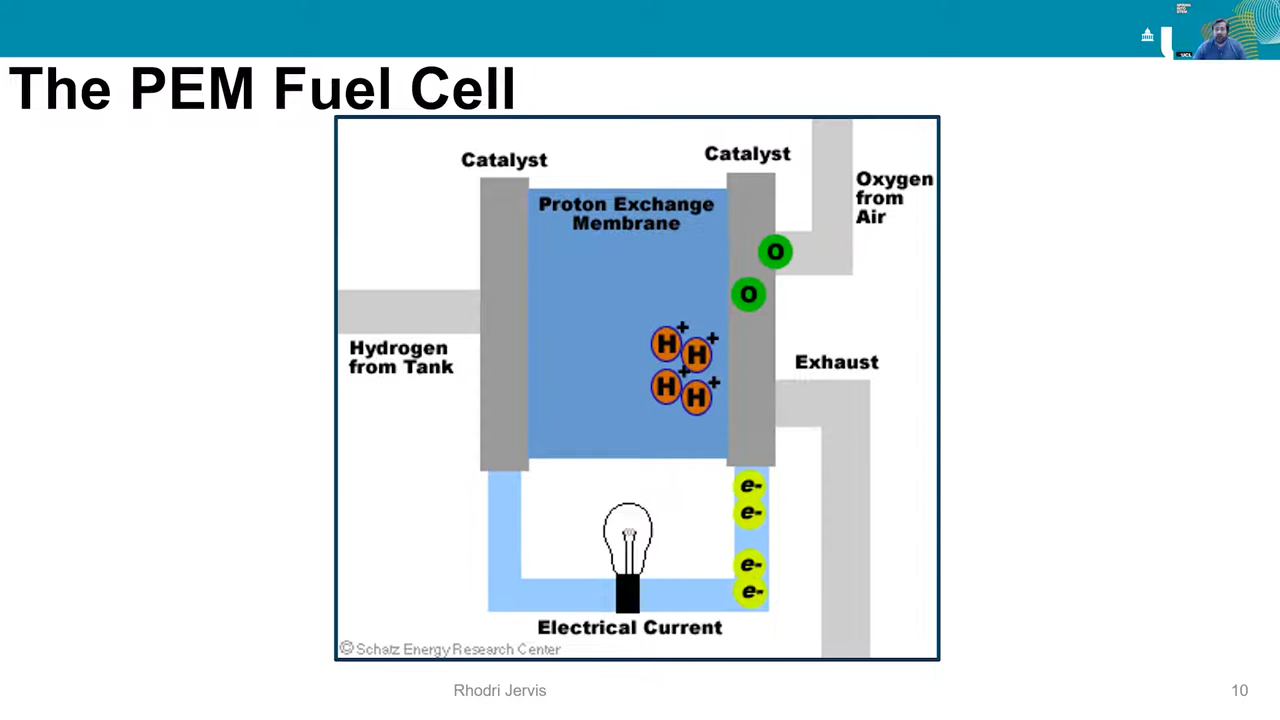 The PEM Fuel Cell
Catalyst
Catalyst
Proton Exchange
Membrane
Oxygen
from
Air
O
O
H+
H+
H+
H+
Hydrogen
from Tank
Exhaust
e-
e-
e-
e-
Electrical Current
© Schatz Energy Research Center
Rhodri Jervis
10
UCL